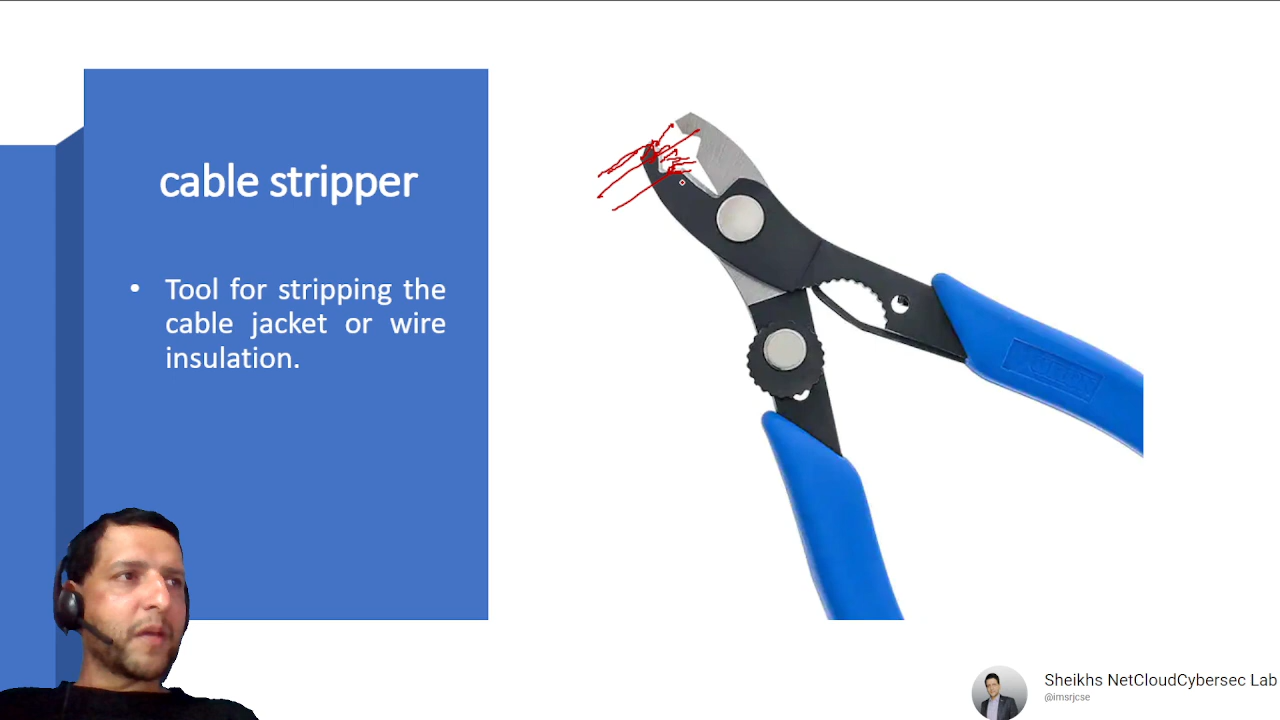 cable stripper
• Tool for stripping the
cable jacket or wire
insulation.
Sheikhs NetCloudCybersec Lab
@imsrjcse